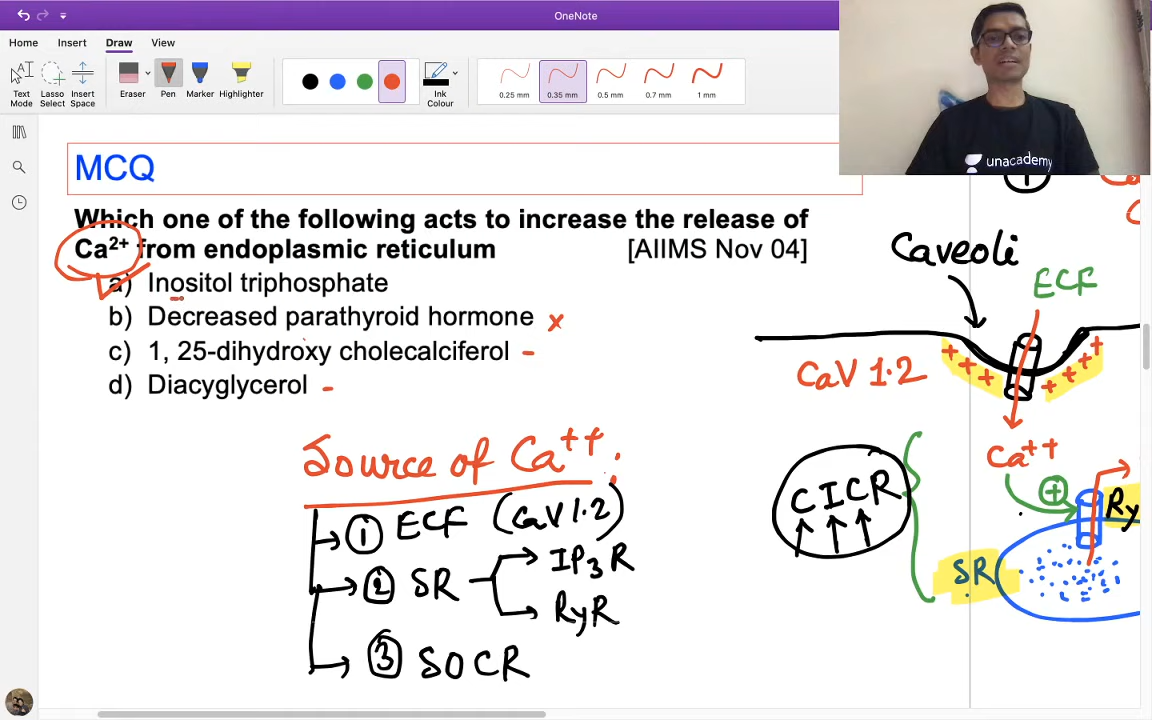 OneNote
Home Insert Draw View
Text Mode
Lasso Select
Insert Space
Eraser
Pen
Marker
Highlighter
Ink Colour
0.25 mm
0.35 mm
0.5 mm
0.7 mm
1 mm
unacademy
MCQ
Which one of the following acts to increase the release of
Ca²⁺ from endoplasmic reticulum [AIIMS Nov 04]
a) Inositol triphosphate
b) Decreased parathyroid hormone x
c) 1, 25-dihydroxy cholecalciferol -
d) Diacyglycerol -
Source of Ca⁺⁺:
① ECF (CaV 1.2)
② SR
IP₃R
RyR
③ SOCR
Caveoli
ECF
CaV 1.2
+ + + + + + +
Ca⁺⁺
CICR
+
Ry
SR